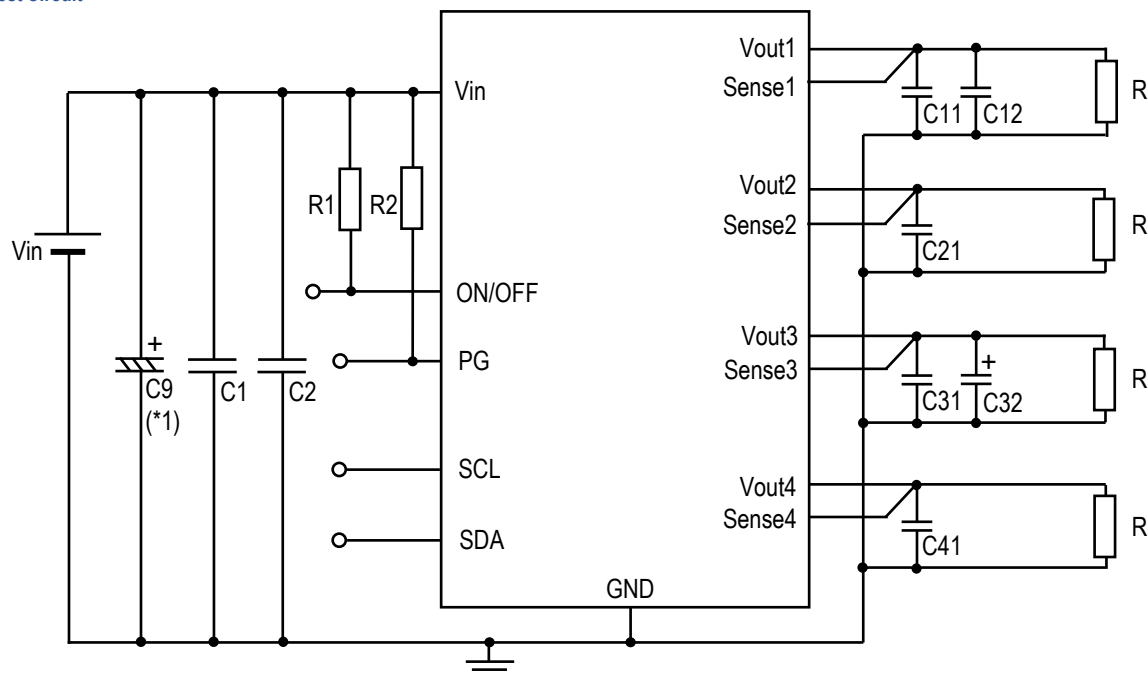 Vin
C9
(*1)
+
C1
C2
R1
R2
Vin
ON/OFF
PG
SCL
SDA
GND
Vout1
Sense1
C11
C12
R
Vout2
Sense2
C21
R
Vout3
Sense3
C31
+
C32
R
Vout4
Sense4
C41
R